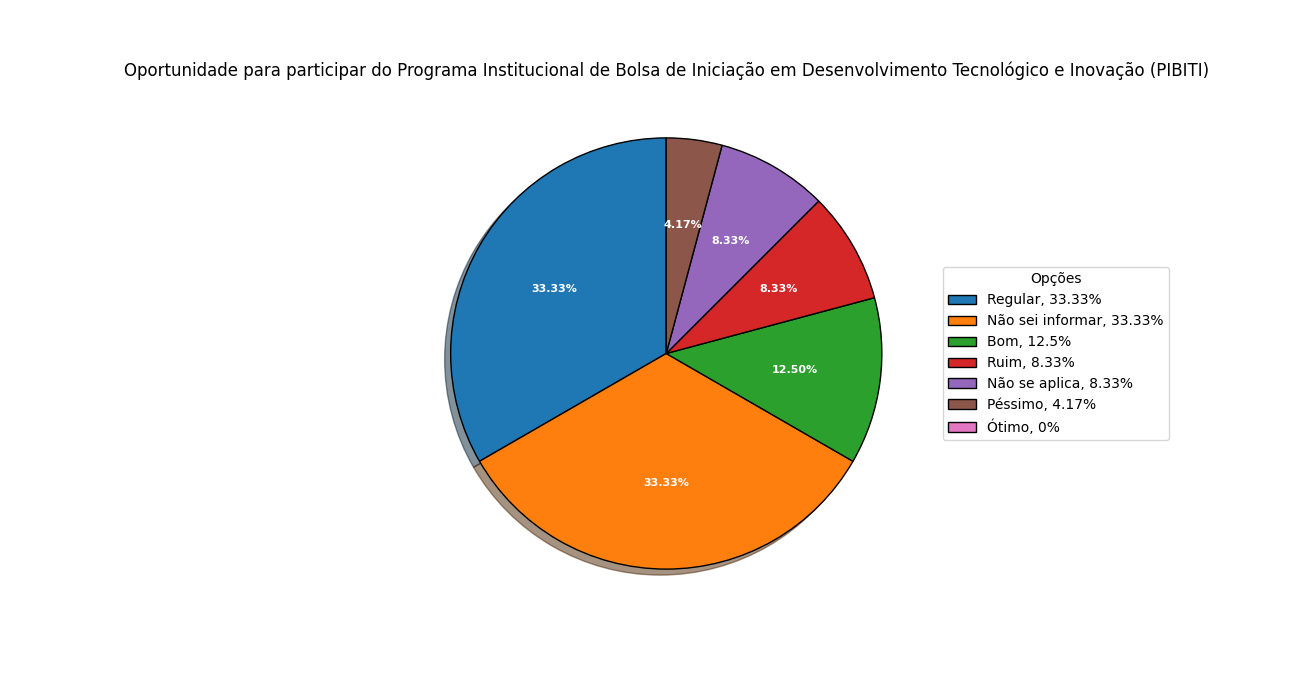 Oportunidade para participar do Programa Institucional de Bolsa de Iniciação em Desenvolvimento Tecnológico e Inovação (PIBITI)
4.17%
8.33%
33.33%
8.33%
12.50%
33.33%
Opções
Regular, 33.33%
Não sei informar, 33.33%
Bom, 12.5%
Ruim, 8.33%
Não se aplica, 8.33%
Péssimo, 4.17%
Ótimo, 0%